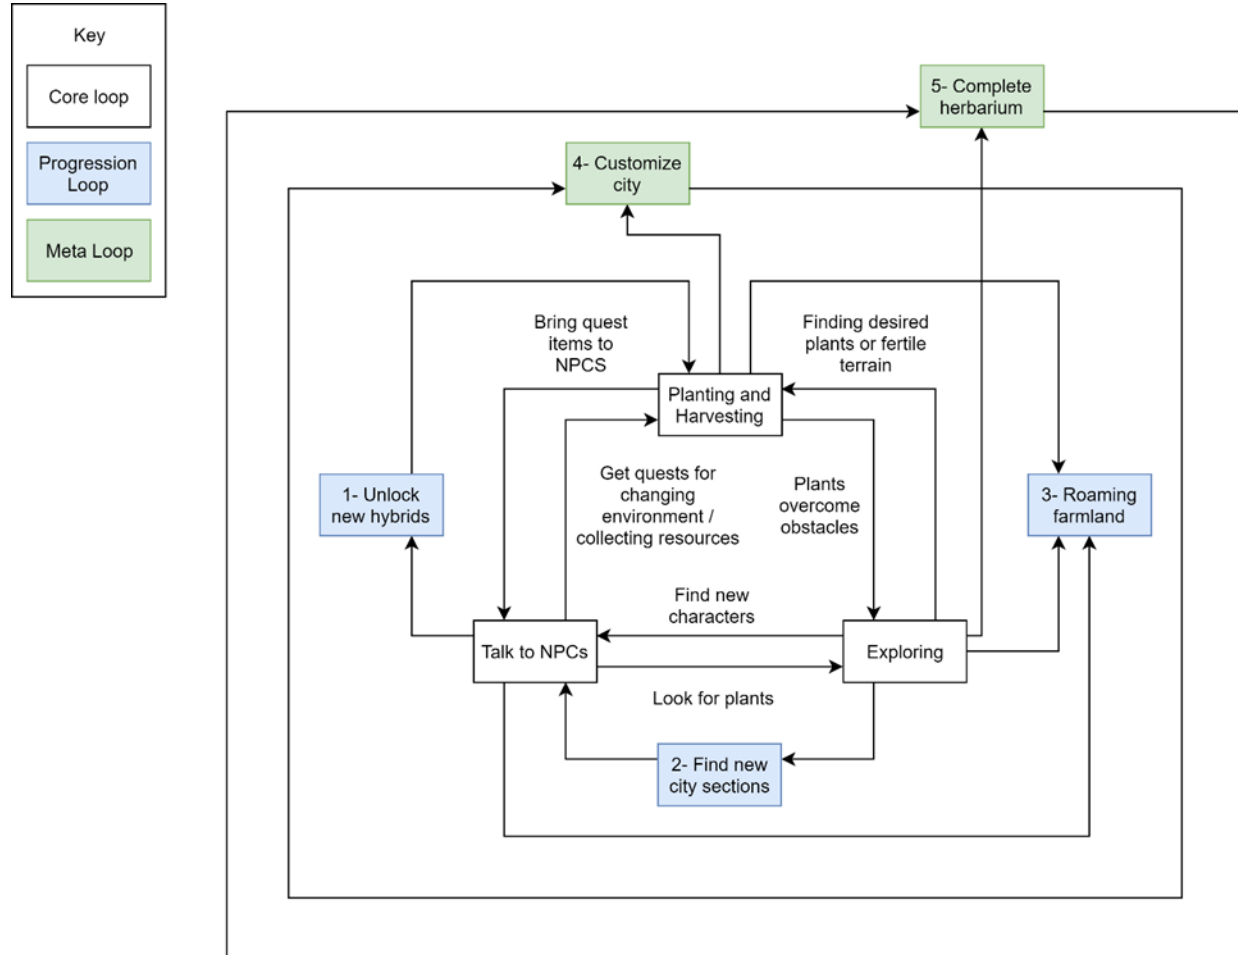 Key
Core loop
Progression
Loop
Meta Loop
5- Complete
herbarium
4- Customize
city
Bring quest
items to
NPCS
Finding desired
plants or fertile
terrain
Planting and
Harvesting
1- Unlock
new hybrids
Get quests for
changing
environment /
collecting resources
Plants
overcome
obstacles
3- Roaming
farmland
Find new
characters
Talk to NPCs
Exploring
Look for plants
2- Find new
city sections